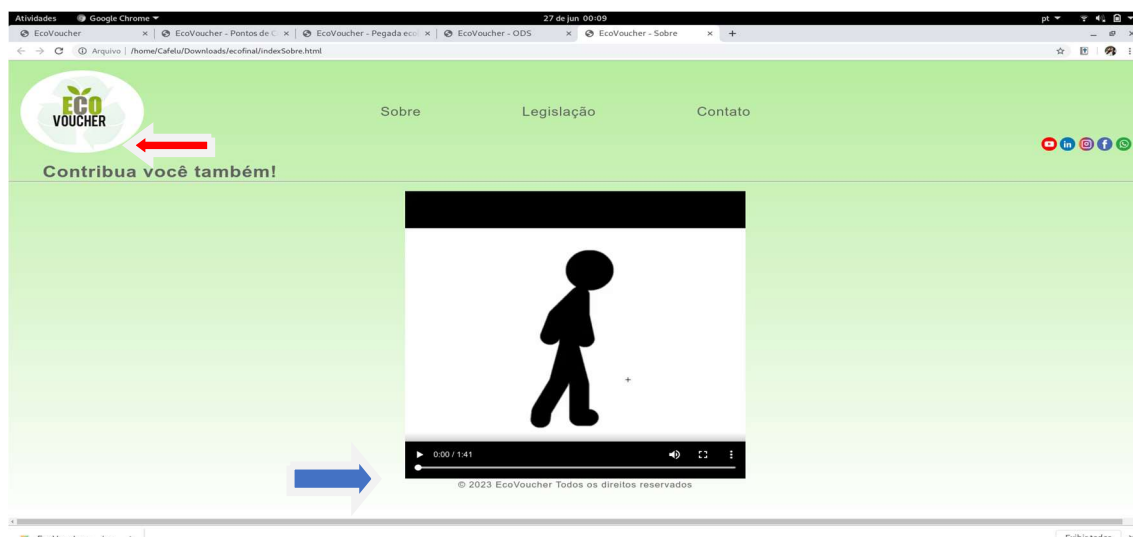 Atividades Google Chrome 27 de jun 00:09 pt
EcoVoucher EcoVoucher - Pontos de C EcoVoucher - Pegada eco EcoVoucher - ODS EcoVoucher - Sobre
Arquivo /home/Cafelu/Downloads/ecofinal/indexSobre.html
ECO
VOUCHER
Sobre Legislação Contato
Contribua você também!
0:00 / 1:41
© 2023 EcoVoucher Todos os direitos reservados